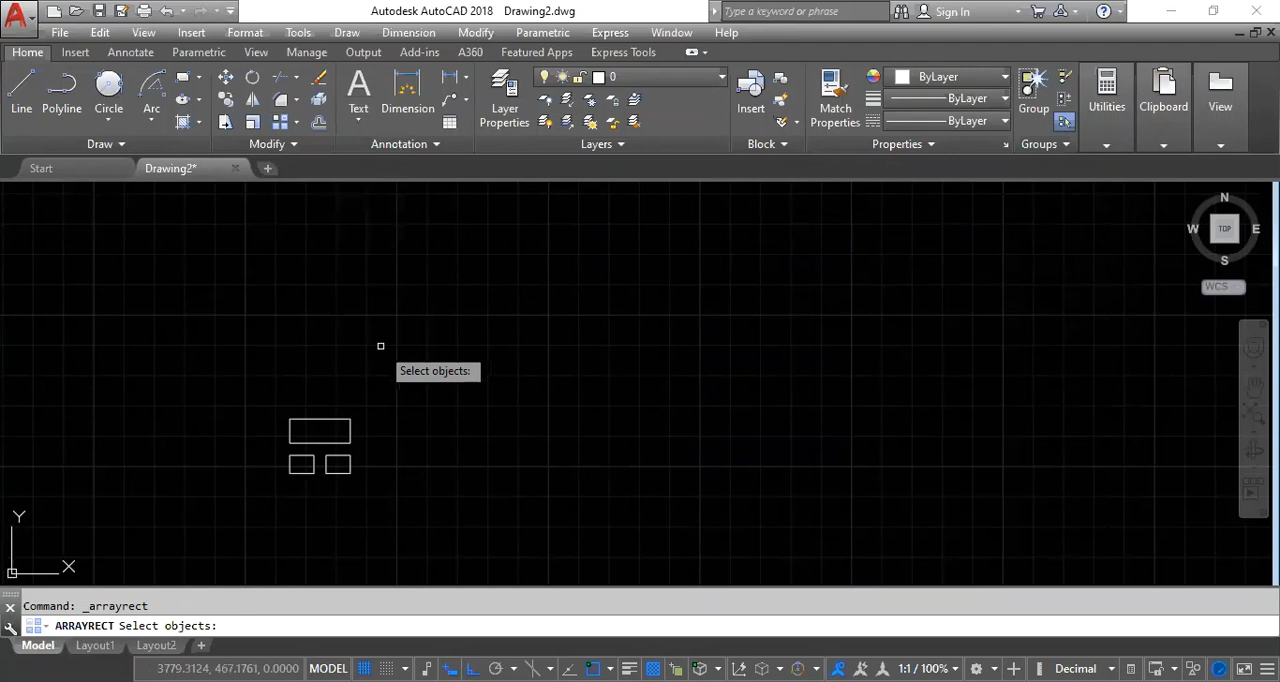 Autodesk AutoCAD 2018 Drawing2.dwg
Type a keyword or phrase
Sign In
File Edit View Insert Format Tools Draw Dimension Modify Parametric Express Window Help
Home Insert Annotate Parametric View Manage Output Add-ins A360 Featured Apps Express Tools
Line Polyline Circle Arc
Text Dimension
Layer Properties
0
Insert
Match Properties
ByLayer
ByLayer
ByLayer
Group
Utilities
Clipboard
View
Draw Modify Annotation Layers Block Properties Groups
Start Drawing2*
N
W TOP E
S
WCS
Select objects:
Y
X
Command: _arrayrect
ARRAYRECT Select objects:
Model Layout1 Layout2
3779.3124, 467.1761, 0.0000 MODEL 1:1 / 100% Decimal